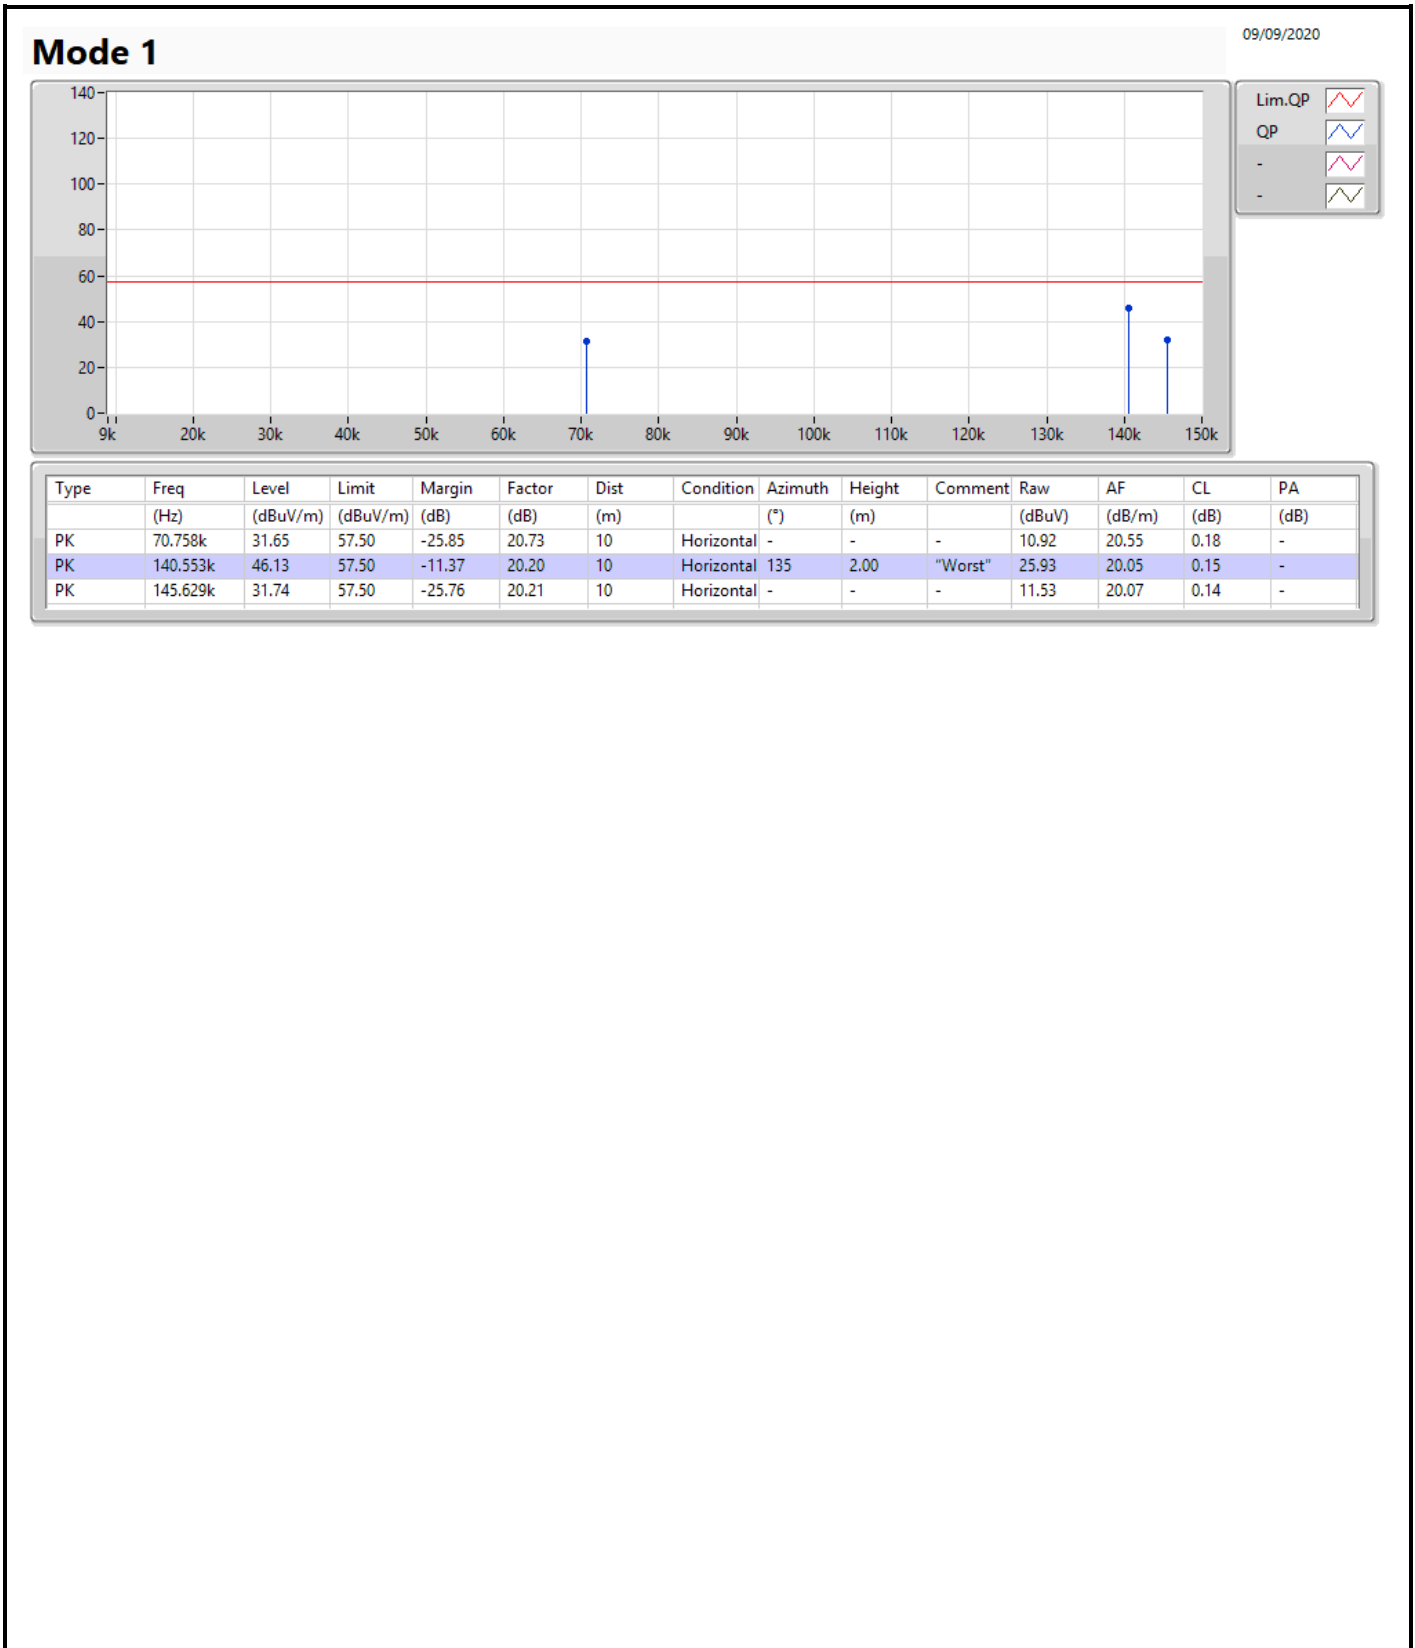 09/09/2020
Mode 1
140
120
100
80
60
40
20
0
9k 20k 30k 40k 50k 60k 70k 80k 90k 100k 110k 120k 130k 140k 150k
Lim.QP
QP
-
-
Type Freq Level Limit Margin Factor Dist Condition Azimuth Height Comment Raw AF CL PA
(Hz) (dBuV/m) (dBuV/m) (dB) (dB) (m) (°) (m) (dBuV) (dB/m) (dB) (dB)
PK 70.758k 31.65 57.50 -25.85 20.73 10 Horizontal - - - 10.92 20.55 0.18 -
PK 140.553k 46.13 57.50 -11.37 20.20 10 Horizontal 135 2.00 "Worst" 25.93 20.05 0.15 -
PK 145.629k 31.74 57.50 -25.76 20.21 10 Horizontal - - - 11.53 20.07 0.14 -